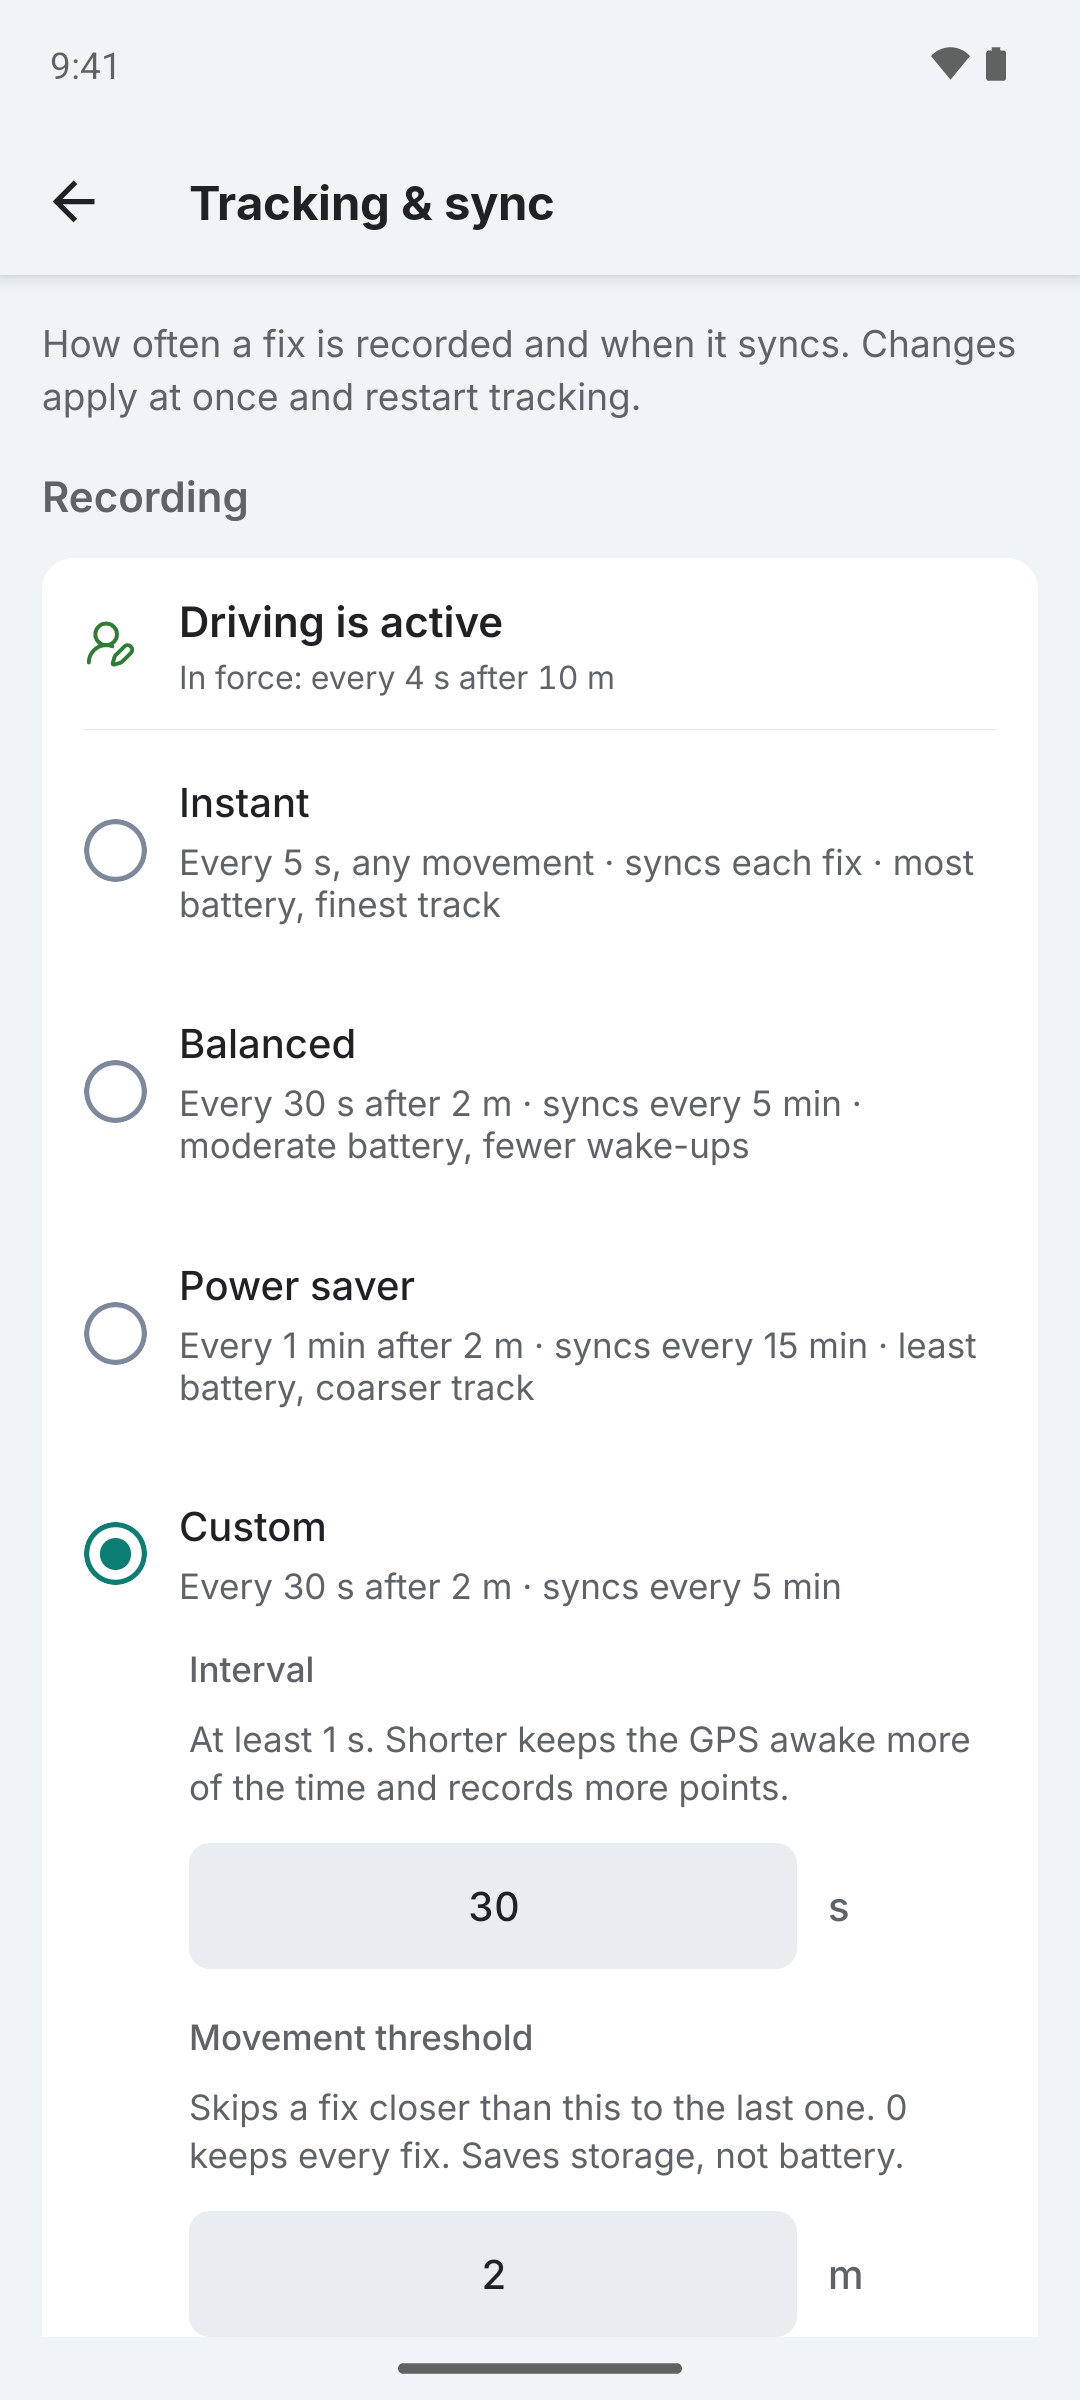 9:41
Tracking & sync
How often a fix is recorded and when it syncs. Changes
apply at once and restart tracking.
Recording
Driving is active
In force: every 4 s after 10 m
Instant
Every 5 s, any movement · syncs each fix · most
battery, finest track
Balanced
Every 30 s after 2 m · syncs every 5 min ·
moderate battery, fewer wake-ups
Power saver
Every 1 min after 2 m · syncs every 15 min · least
battery, coarser track
Custom
Every 30 s after 2 m · syncs every 5 min
Interval
At least 1 s. Shorter keeps the GPS awake more
of the time and records more points.
30 s
Movement threshold
Skips a fix closer than this to the last one. 0
keeps every fix. Saves storage, not battery.
2 m